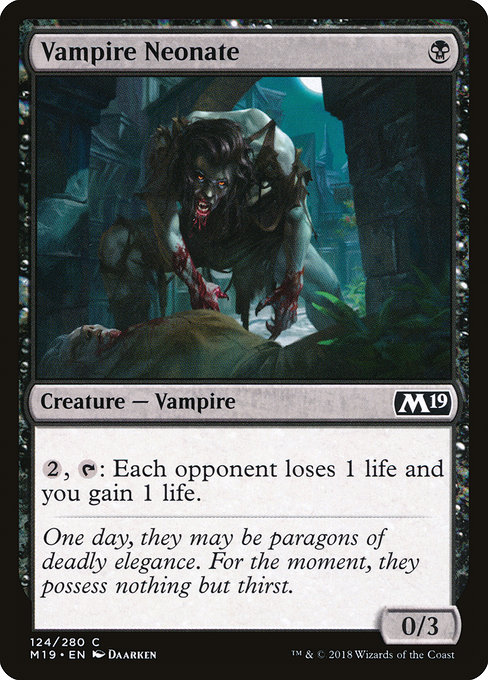 Vampire Neonate
Creature — Vampire
M19
2, : Each opponent loses 1 life and
you gain 1 life.
One day, they may be paragons of
deadly elegance. For the moment, they
possess nothing but thirst.
0/3
124/280 C
M19 • EN Daarken
™ & © 2018 Wizards of the Coast